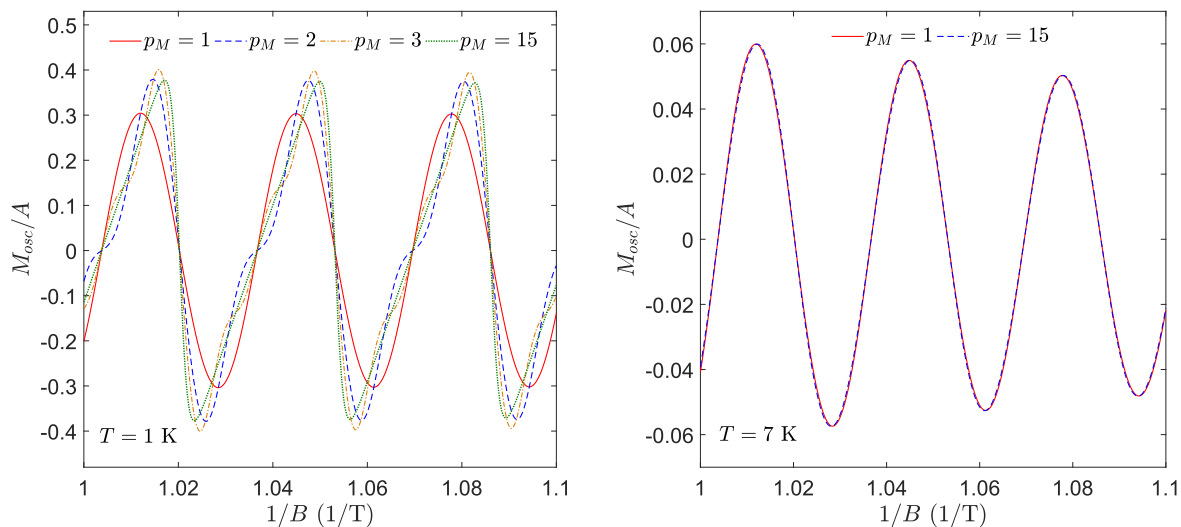 0.5
0.4
0.3
0.2
0.1
0
-0.1
-0.2
-0.3
-0.4
M_osc/A
p_M = 1 p_M = 2 p_M = 3 p_M = 15
T = 1 K
1 1.02 1.04 1.06 1.08 1.1
1/B (1/T)
0.06
0.04
0.02
0
-0.02
-0.04
-0.06
M_osc/A
p_M = 1 p_M = 15
T = 7 K
1 1.02 1.04 1.06 1.08 1.1
1/B (1/T)